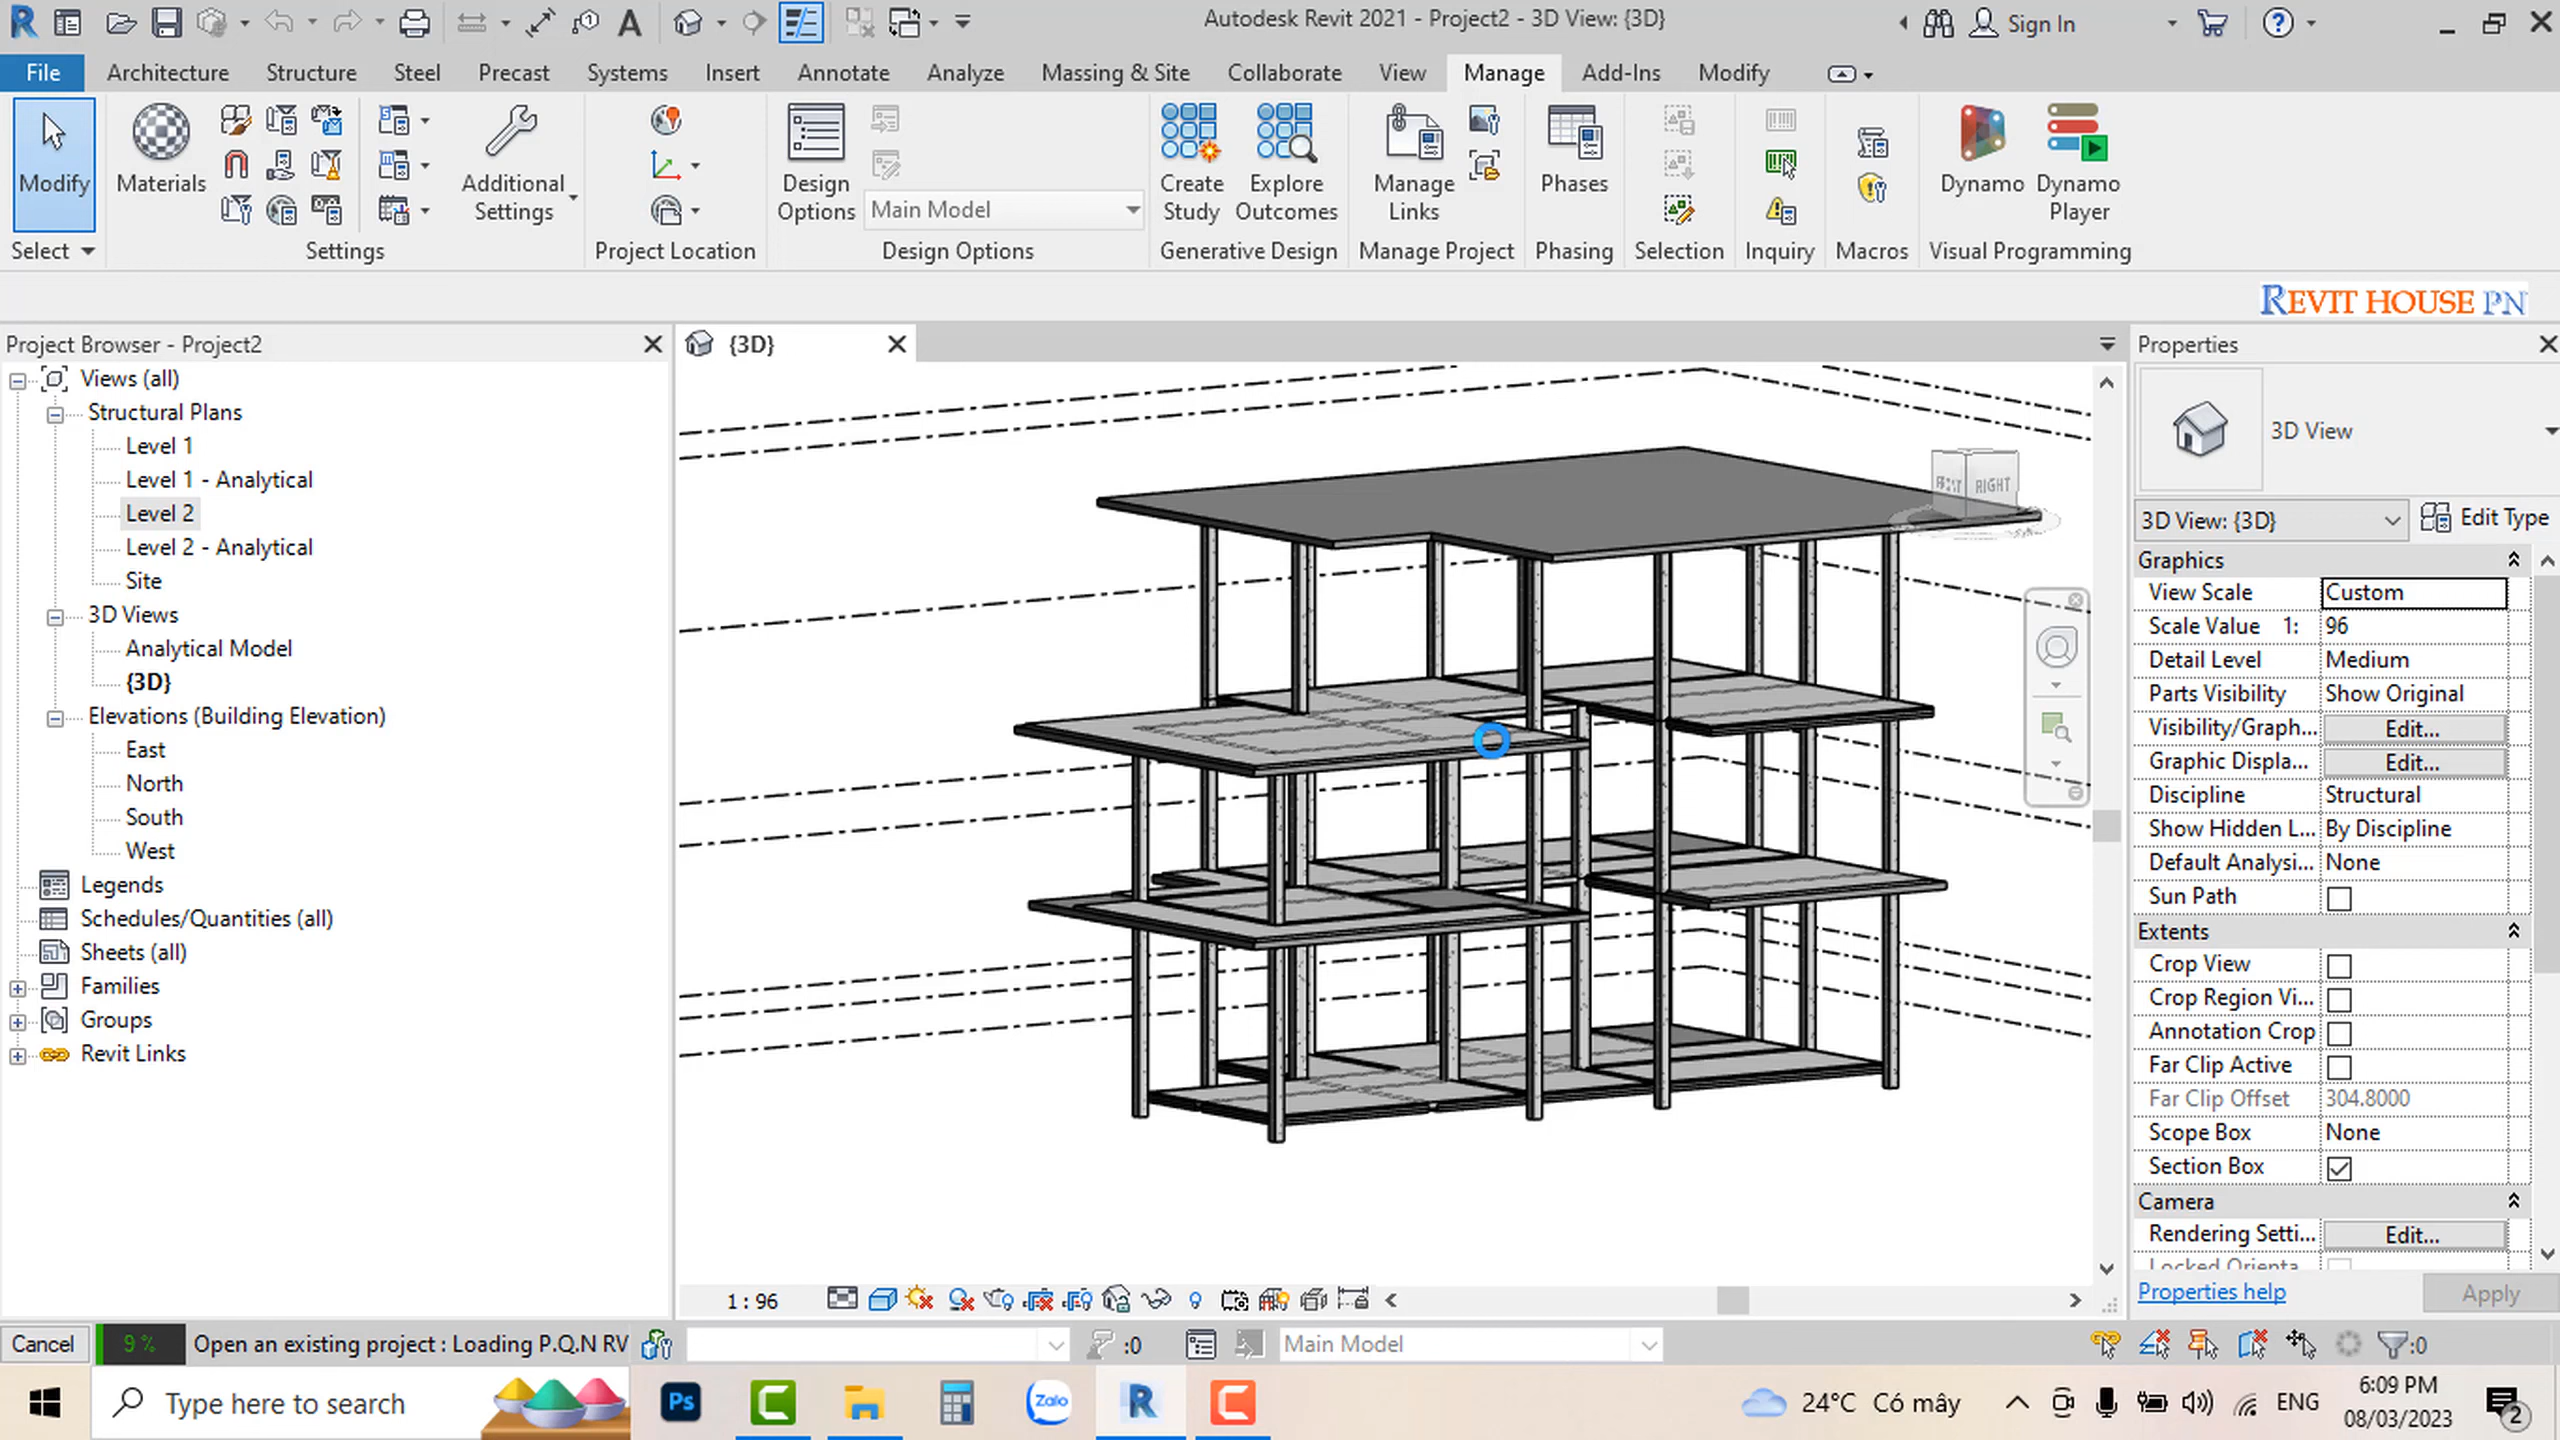 Autodesk Revit 2021 - Project2 - 3D View: {3D}
Sign In
File Architecture Structure Steel Precast Systems Insert Annotate Analyze Massing & Site Collaborate View Manage Add-Ins Modify
Modify
Materials
Additional Settings
Design Options
Main Model
Create Study
Explore Outcomes
Manage Links
Phases
Dynamo
Dynamo Player
Select
Settings
Project Location
Design Options
Generative Design
Manage Project
Phasing
Selection
Inquiry
Macros
Visual Programming
REVIT HOUSE PN
Project Browser - Project2
Views (all)
Structural Plans
Level 1
Level 1 - Analytical
Level 2
Level 2 - Analytical
Site
3D Views
Analytical Model
{3D}
Elevations (Building Elevation)
East
North
South
West
Legends
Schedules/Quantities (all)
Sheets (all)
Families
Groups
Revit Links
{3D}
RIGHT
1 : 96
Properties
3D View
3D View: {3D}
Edit Type
Graphics
View Scale Custom
Scale Value 1: 96
Detail Level Medium
Parts Visibility Show Original
Visibility/Graph... Edit...
Graphic Displa... Edit...
Discipline Structural
Show Hidden L... By Discipline
Default Analysi... None
Sun Path
Extents
Crop View
Crop Region Vi...
Annotation Crop
Far Clip Active
Far Clip Offset 304.8000
Scope Box None
Section Box
Camera
Rendering Setti... Edit...
Properties help
Apply
Cancel 9 % Open an existing project : Loading P.Q.N RV
:0
Main Model
:0
Type here to search
Ps
Zalo
24°C Có mây
ENG
6:09 PM
08/03/2023
2